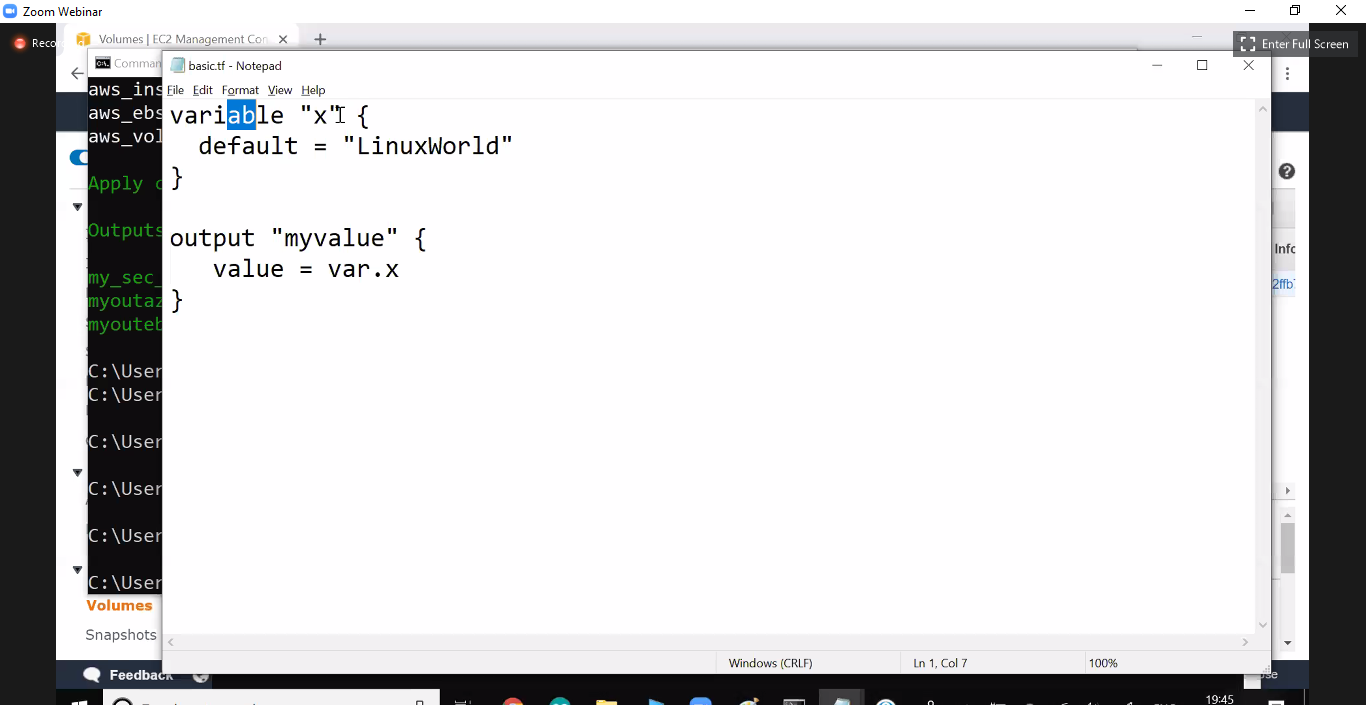 Zoom Webinar
Volumes | EC2 Management Con
Enter Full Screen
basic.tf - Notepad
File Edit Format View Help
variable "x" {
default = "LinuxWorld"
}
output "myvalue" {
value = var.x
}
aws_ins
aws_ebs
aws_vol
Apply
Outputs
my_sec_
myoutaz
myouteb
C:\User
C:\User
C:\User
C:\User
C:\User
C:\User
Info
2ffb
Volumes
Snapshots
Windows (CRLF)
Ln 1, Col 7
100%
Feedback
19:45